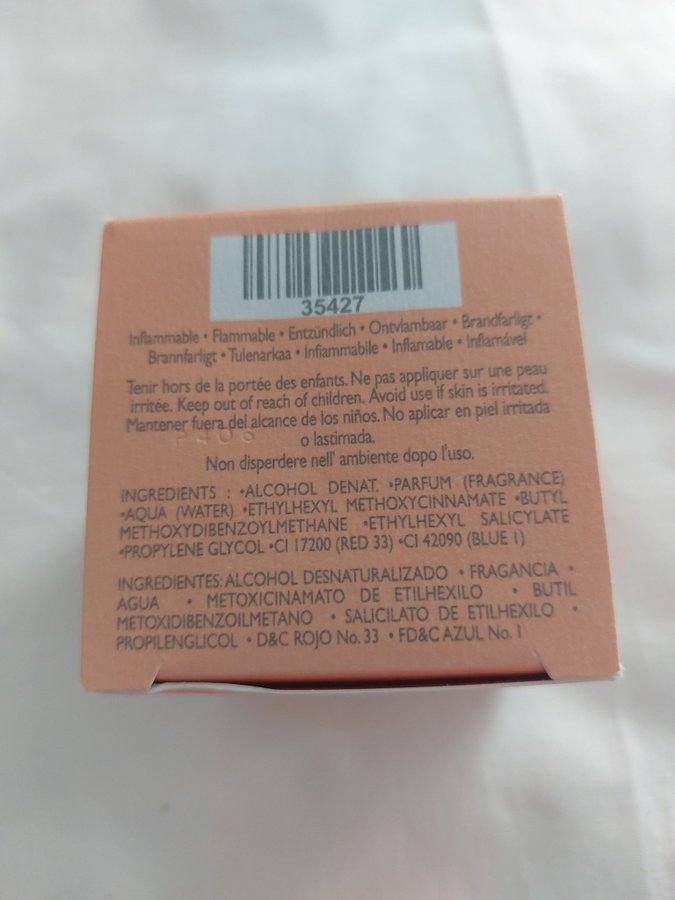 35427
Inflammable • Flammable • Entzündlich • Ontvlambaar • Brandfarligt •
Brannfarligt • Tulenarkaa • Infiammabile • Inflamable • Inflamável
Tenir hors de la portée des enfants. Ne pas appliquer sur une peau
irritée. Keep out of reach of children. Avoid use if skin is irritated.
Mantener fuera del alcance de los niños. No aplicar en piel irritada
o lastimada.
Non disperdere nell' ambiente dopo l'uso.
INGREDIENTS : •ALCOHOL DENAT. •PARFUM (FRAGRANCE)
•AQUA (WATER) •ETHYLHEXYL METHOXYCINNAMATE •BUTYL
METHOXYDIBENZOYLMETHANE •ETHYLHEXYL SALICYLATE
•PROPYLENE GLYCOL •CI 17200 (RED 33) •CI 42090 (BLUE 1)
INGREDIENTES: ALCOHOL DESNATURALIZADO • FRAGANCIA •
AGUA • METOXICINAMATO DE ETILHEXILO • BUTIL
METOXIDIBENZOILMETANO • SALICILATO DE ETILHEXILO •
PROPILENGLICOL • D&C ROJO No. 33 • FD&C AZUL No. 1